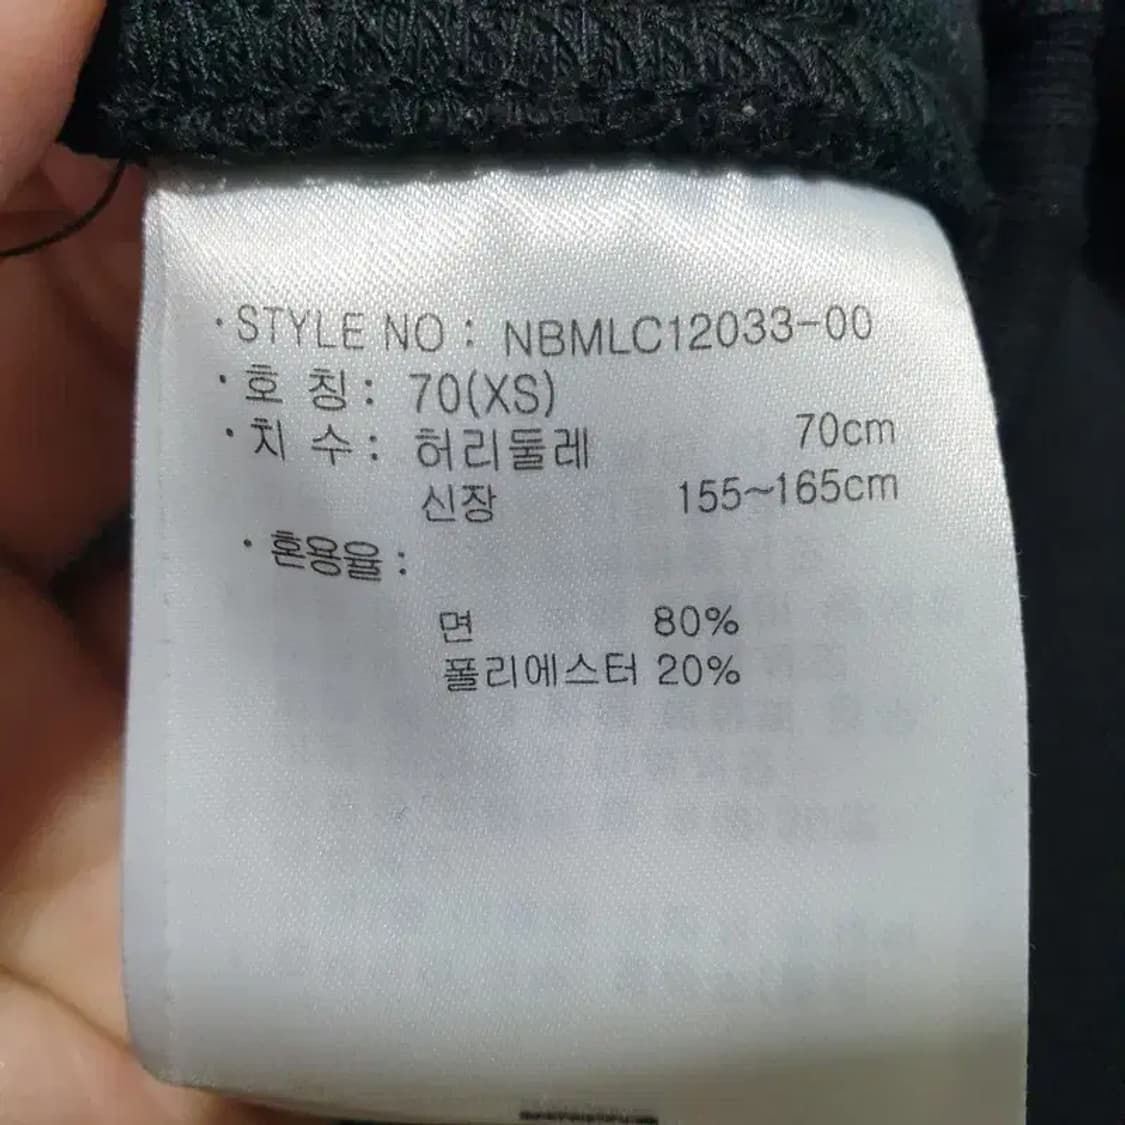 · STYLE NO : NBMLC12033-00
· 호 칭 : 70(XS)
· 치 수 : 허리둘레 70cm
신장 155~165cm
· 혼용율 :
면 80%
폴리에스터 20%